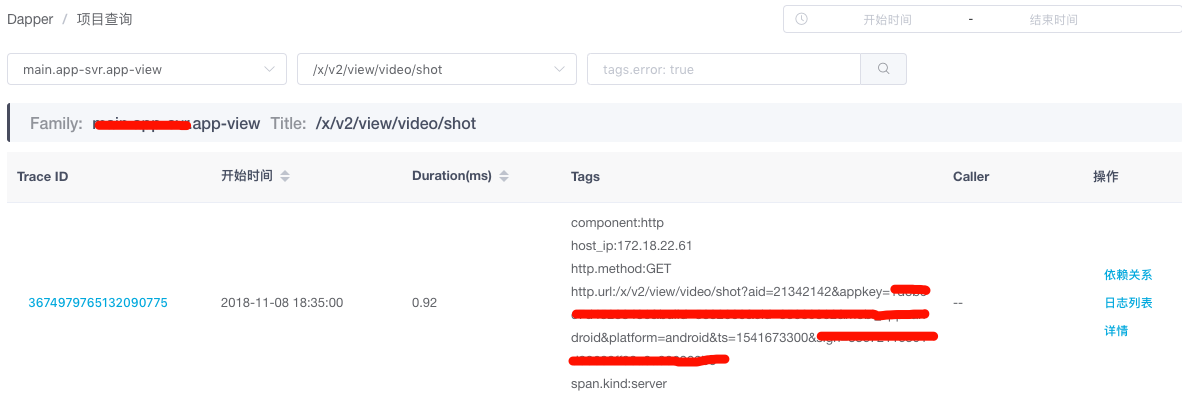 Dapper / 项目查询
开始时间 - 结束时间
main.app-svr.app-view
/x/v2/view/video/shot
tags.error: true
Family: app-view Title: /x/v2/view/video/shot
Trace ID 开始时间 Duration(ms) Tags Caller 操作
component:http
host_ip:172.18.22.61
http.method:GET
http.url:/x/v2/view/video/shot?aid=21342142&appkey=
droid&platform=android&ts=1541673300&
span.kind:server
3674979765132090775 2018-11-08 18:35:00 0.92 --
依赖关系
日志列表
详情